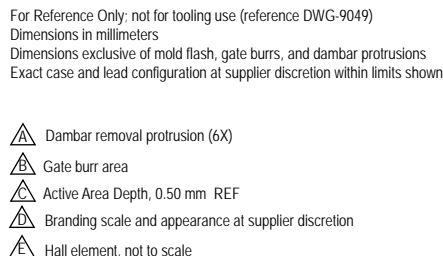 For Reference Only; not for tooling use (reference DWG-9049)
Dimensions in millimeters
Dimensions exclusive of mold flash, gate burrs, and dambar protrusions
Exact case and lead configuration at supplier discretion within limits shown
A Dambar removal protrusion (6X)
B Gate burr area
C Active Area Depth, 0.50 mm REF
D Branding scale and appearance at supplier discretion
E Hall element, not to scale